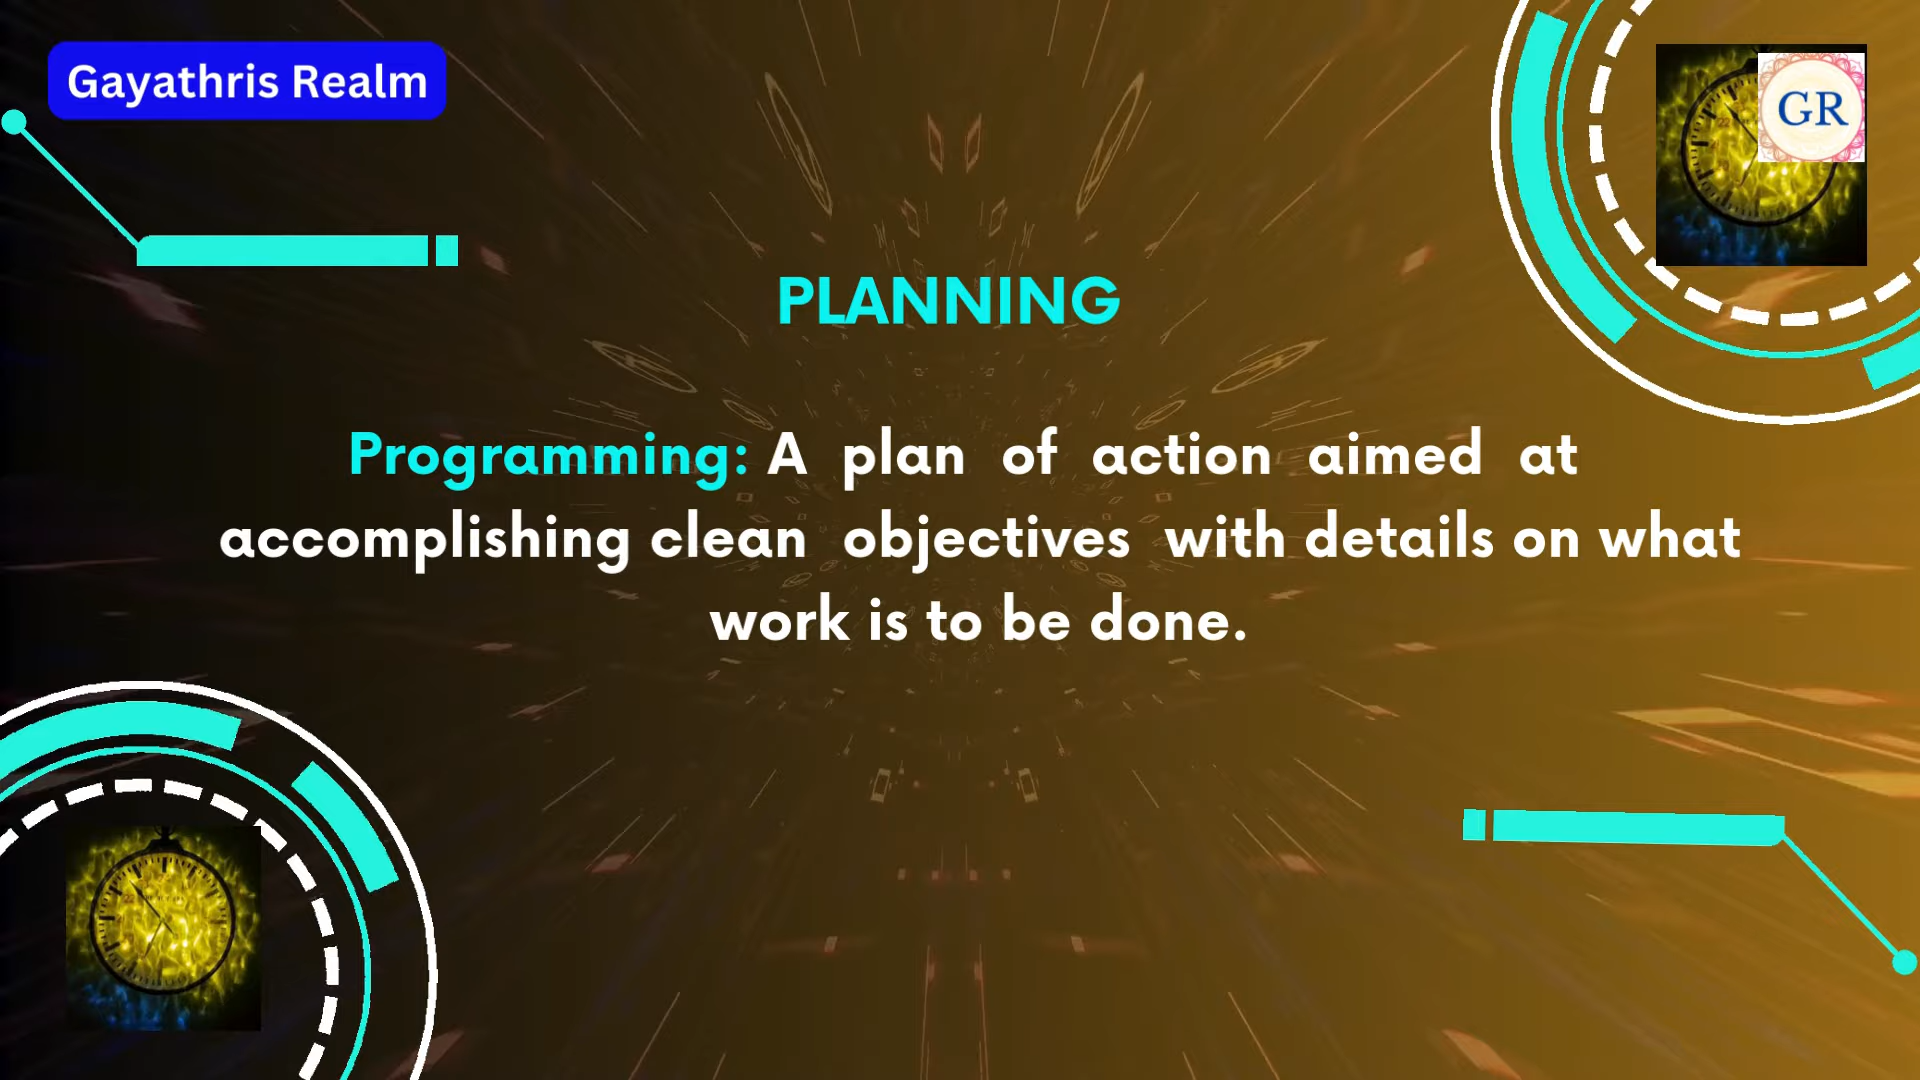 Gayathris Realm
GR
PLANNING
Programming: A plan of action aimed at
accomplishing clean objectives with details on what
work is to be done.